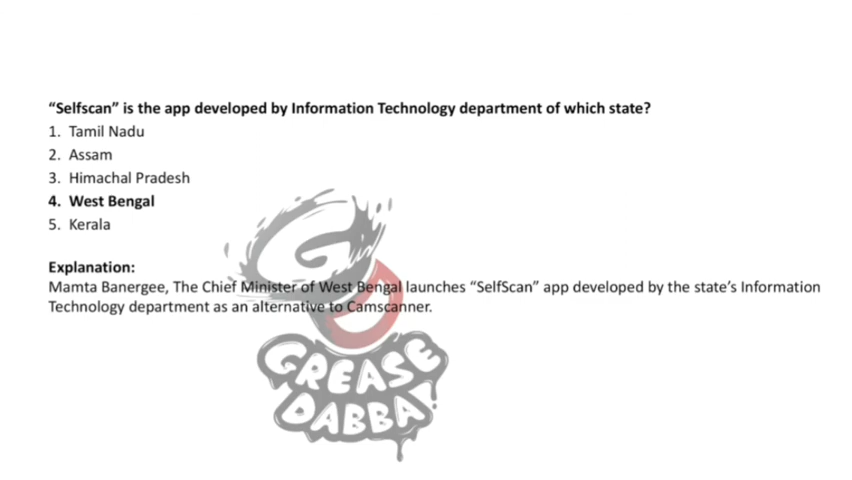 “Selfscan” is the app developed by Information Technology department of which state?
1. Tamil Nadu
2. Assam
3. Himachal Pradesh
4. West Bengal
5. Kerala
Explanation:
Mamta Banergee, The Chief Minister of West Bengal launches “SelfScan” app developed by the state’s Information
Technology department as an alternative to Camscanner.
GREASE
DABBA